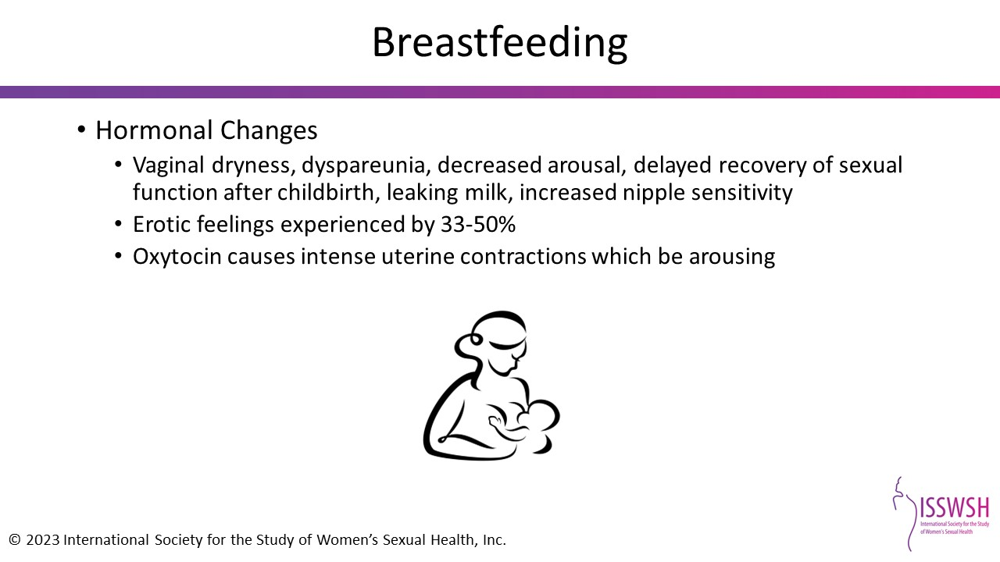 Breastfeeding
• Hormonal Changes
• Vaginal dryness, dyspareunia, decreased arousal, delayed recovery of sexual
function after childbirth, leaking milk, increased nipple sensitivity
• Erotic feelings experienced by 33-50%
• Oxytocin causes intense uterine contractions which be arousing
ISSWSH
International Society for the Study
of Women's Sexual Health
© 2023 International Society for the Study of Women’s Sexual Health, Inc.